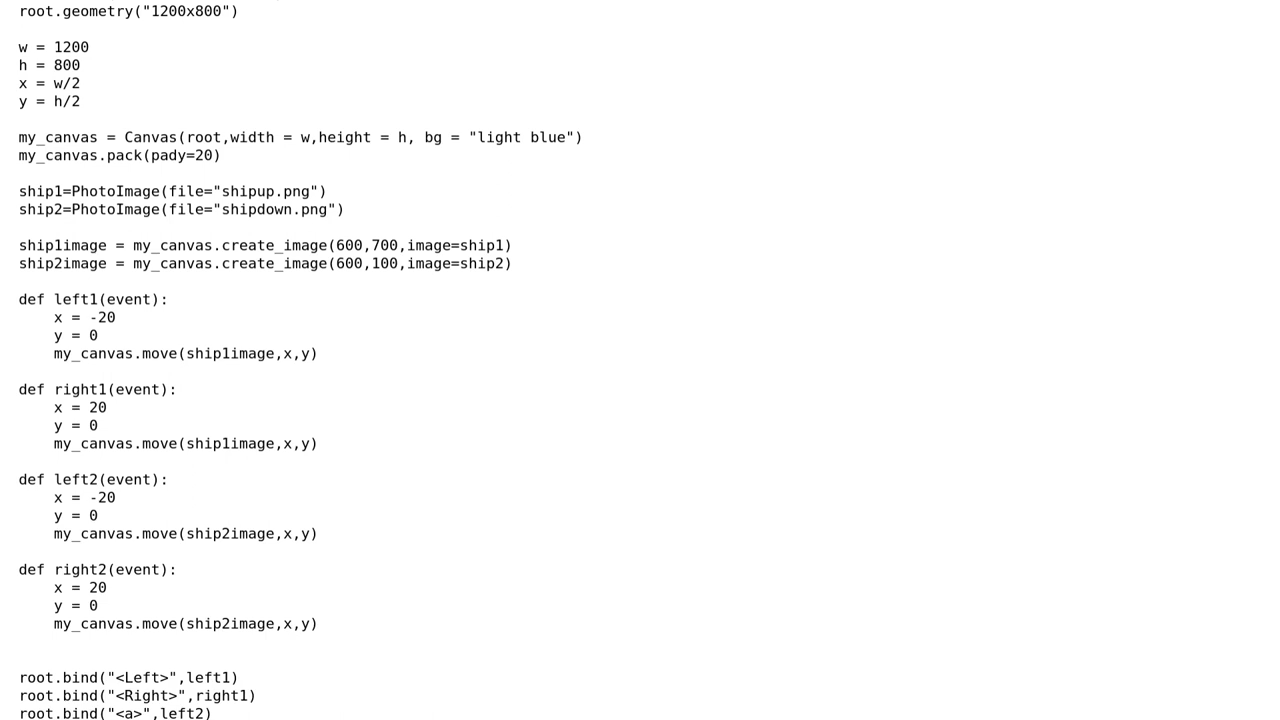 root.geometry("1200x800")

w = 1200
h = 800
x = w/2
y = h/2

my_canvas = Canvas(root,width = w,height = h, bg = "light blue")
my_canvas.pack(pady=20)

ship1=PhotoImage(file="shipup.png")
ship2=PhotoImage(file="shipdown.png")

ship1image = my_canvas.create_image(600,700,image=ship1)
ship2image = my_canvas.create_image(600,100,image=ship2)

def left1(event):
    x = -20
    y = 0
    my_canvas.move(ship1image,x,y)

def right1(event):
    x = 20
    y = 0
    my_canvas.move(ship1image,x,y)

def left2(event):
    x = -20
    y = 0
    my_canvas.move(ship2image,x,y)

def right2(event):
    x = 20
    y = 0
    my_canvas.move(ship2image,x,y)


root.bind("<Left>",left1)
root.bind("<Right>",right1)
root.bind("<a>",left2)